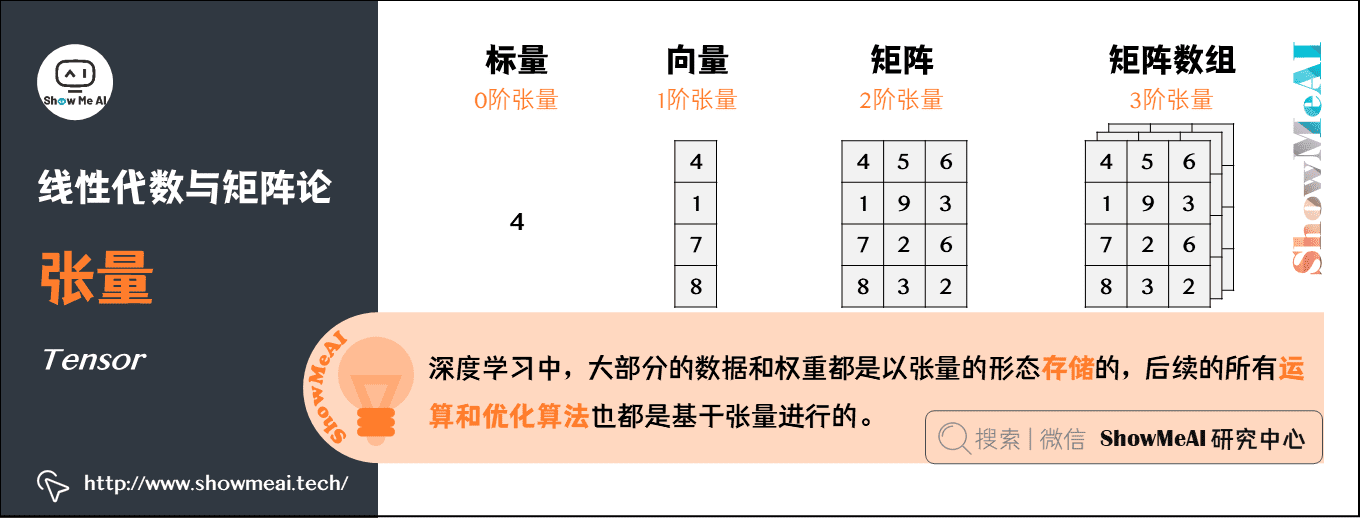 Show Me AI
线性代数与矩阵论
张量
Tensor
http://www.showmeai.tech/
标量
0阶张量
4
向量
1阶张量
4
1
7
8
矩阵
2阶张量
4 5 6
1 9 3
7 2 6
8 3 2
矩阵数组
3阶张量
4 5 6
1 9 3
7 2 6
8 3 2
ShowMeAI
ShowMeAI
深度学习中，大部分的数据和权重都是以张量的形态存储的，后续的所有运
算和优化算法也都是基于张量进行的。
搜索 | 微信 ShowMeAI 研究中心